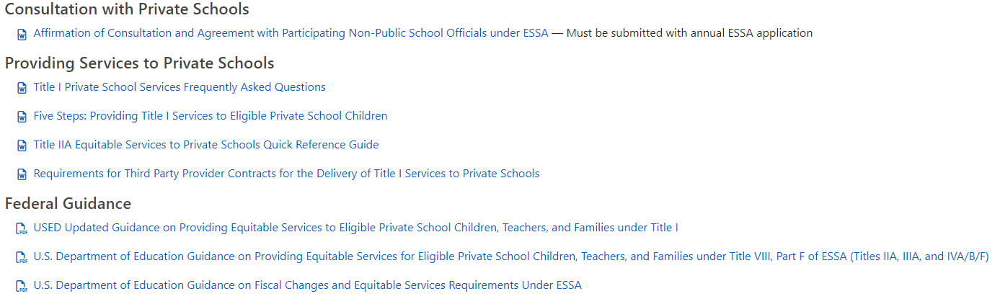 Consultation with Private Schools
Affirmation of Consultation and Agreement with Participating Non-Public School Officials under ESSA — Must be submitted with annual ESSA application
Providing Services to Private Schools
Title I Private School Services Frequently Asked Questions
Five Steps: Providing Title I Services to Eligible Private School Children
Title IIA Equitable Services to Private Schools Quick Reference Guide
Requirements for Third Party Provider Contracts for the Delivery of Title I Services to Private Schools
Federal Guidance
USED Updated Guidance on Providing Equitable Services to Eligible Private School Children, Teachers, and Families under Title I
U.S. Department of Education Guidance on Providing Equitable Services for Eligible Private School Children, Teachers, and Families under Title VIII, Part F of ESSA (Titles IIA, IIIA, and IVA/B/F)
U.S. Department of Education Guidance on Fiscal Changes and Equitable Services Requirements Under ESSA